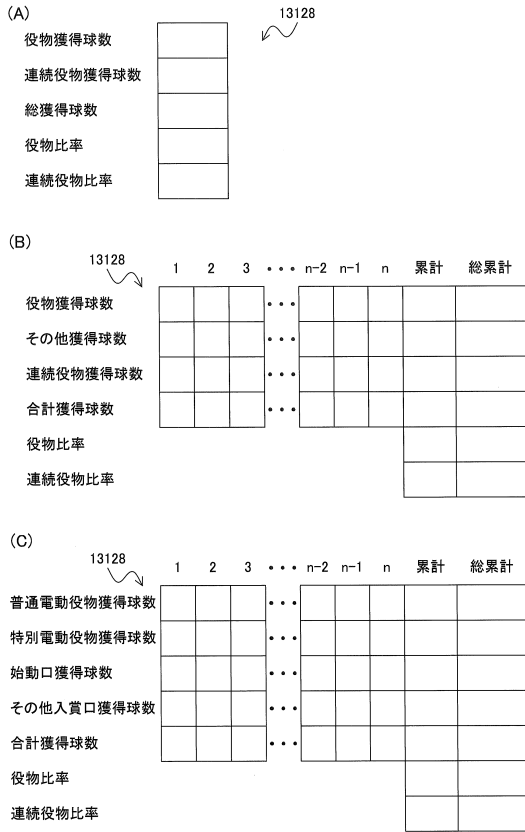 (A)
13128
役物獲得球数
連続役物獲得球数
総獲得球数
役物比率
連続役物比率
(B)
13128
1 2 3 ・・・ n-2 n-1 n 累計 総累計
役物獲得球数 ・・・
その他獲得球数 ・・・
連続役物獲得球数 ・・・
合計獲得球数 ・・・
役物比率
連続役物比率
(C)
13128
1 2 3 ・・・ n-2 n-1 n 累計 総累計
普通電動役物獲得球数 ・・・
特別電動役物獲得球数 ・・・
始動口獲得球数 ・・・
その他入賞口獲得球数 ・・・
合計獲得球数 ・・・
役物比率
連続役物比率